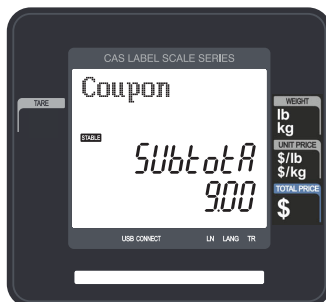 CAS LABEL SCALE SERIES
Coupon
TARE
STABLE
SUbtotA
9.00
WEIGHT
lb
kg
UNIT PRICE
$/lb
$/kg
TOTAL PRICE
$
USB CONNECT LN LANG TR